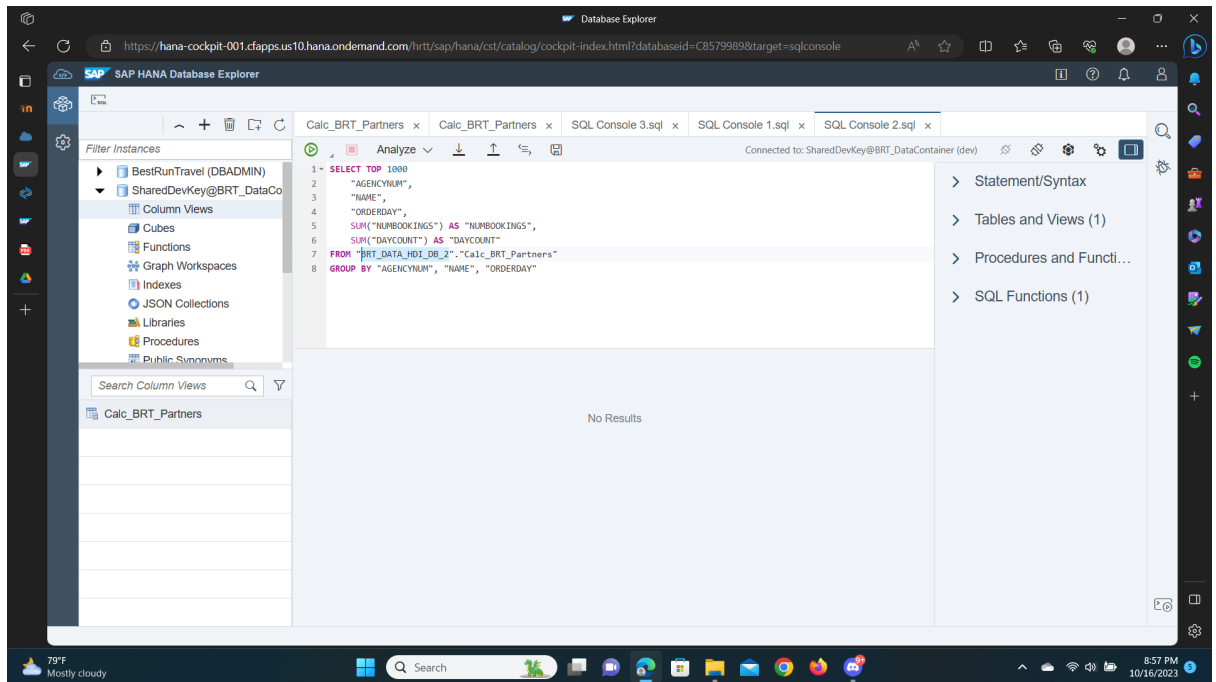 Database Explorer
https://hana-cockpit-001.cfapps.us10.hana.ondemand.com/hrtt/sap/hana/cst/catalog/cockpit-index.html?databaseid=C8579989&target=sqlconsole
SAP SAP HANA Database Explorer
SQL
Calc_BRT_Partners × Calc_BRT_Partners × SQL Console 3.sql × SQL Console 1.sql × SQL Console 2.sql ×
Filter Instances
Analyze
Connected to: SharedDevKey@BRT_DataContainer (dev)
BestRunTravel (DBADMIN)
SharedDevKey@BRT_DataCo
Column Views
Cubes
Functions
Graph Workspaces
Indexes
JSON Collections
Libraries
Procedures
Public Synonyms
Search Column Views
Calc_BRT_Partners
1 SELECT TOP 1000
2 "AGENCYNUM",
3 "NAME",
4 "ORDERDAY",
5 SUM("NUMBOOKINGS") AS "NUMBOOKINGS",
6 SUM("DAYCOUNT") AS "DAYCOUNT"
7 FROM "BRT_DATA_HDI_DB_2"."Calc_BRT_Partners"
8 GROUP BY "AGENCYNUM", "NAME", "ORDERDAY"
No Results
Statement/Syntax
Tables and Views (1)
Procedures and Functi...
SQL Functions (1)
79°F
Mostly cloudy
Search
8:57 PM
10/16/2023